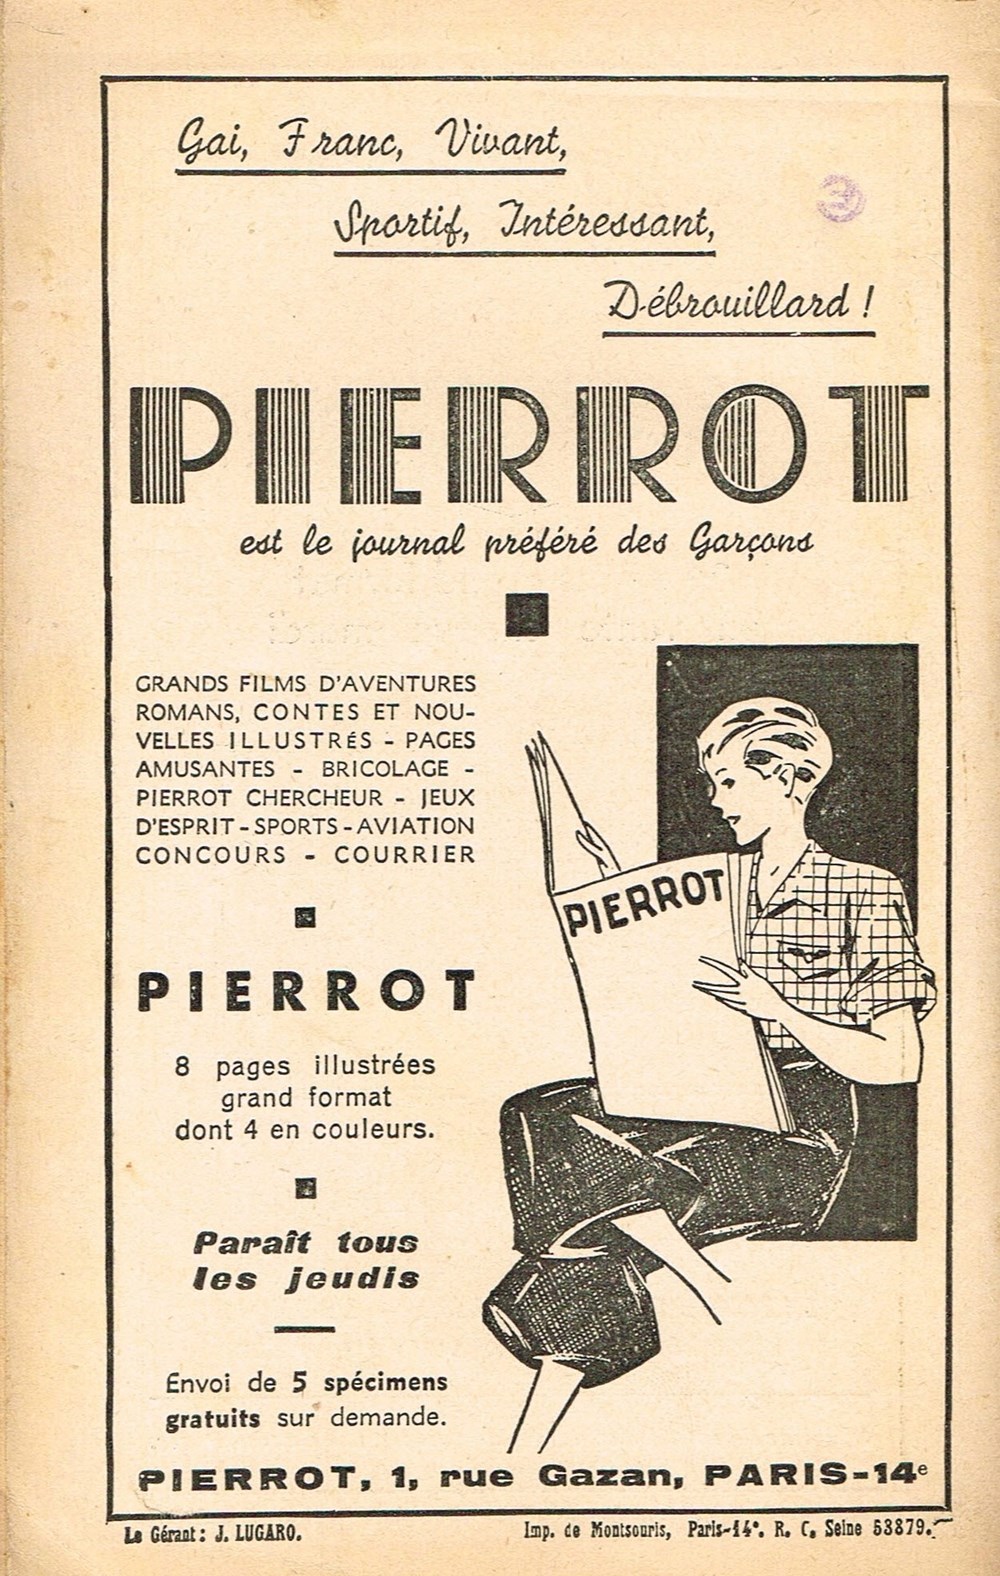 Gai, Franc, Vivant,
Sportif, Intéressant,
Débrouillard !
PIERROT
est le journal préféré des Garçons
GRANDS FILMS D'AVENTURES
ROMANS, CONTES ET NOU-
VELLES ILLUSTRÉS - PAGES
AMUSANTES - BRICOLAGE -
PIERROT CHERCHEUR - JEUX
D'ESPRIT - SPORTS - AVIATION
CONCOURS - COURRIER
PIERROT
PIERROT
8 pages illustrées
grand format
dont 4 en couleurs.
Paraît tous
les jeudis
Envoi de 5 spécimens
gratuits sur demande.
PIERROT, 1, rue Gazan, PARIS-14e
Le Gérant : J. LUGARO.
Imp. de Montsouris, Paris-14e. R. C. Seine 53879.